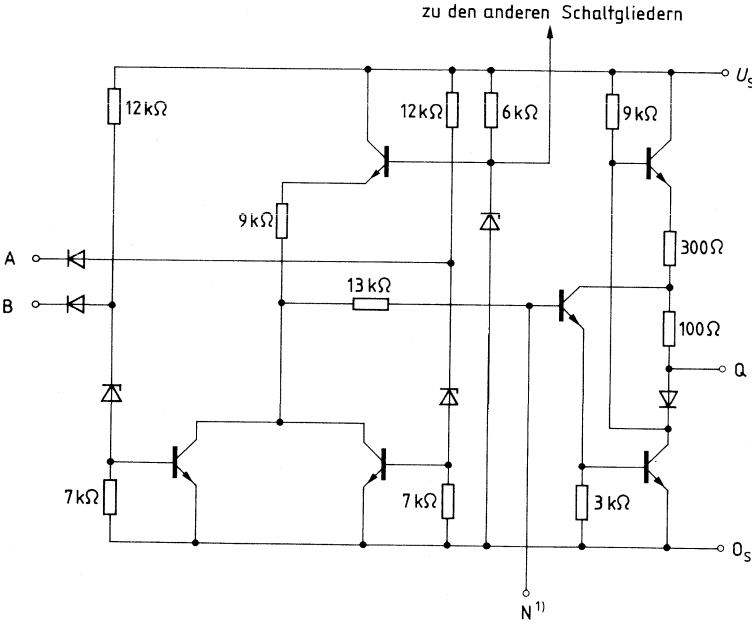 zu den anderen Schaltgliedern
U_S
12kΩ
12kΩ
6kΩ
9kΩ
9kΩ
300Ω
A
13kΩ
B
100Ω
Q
7kΩ
7kΩ
3kΩ
0_S
N¹⁾